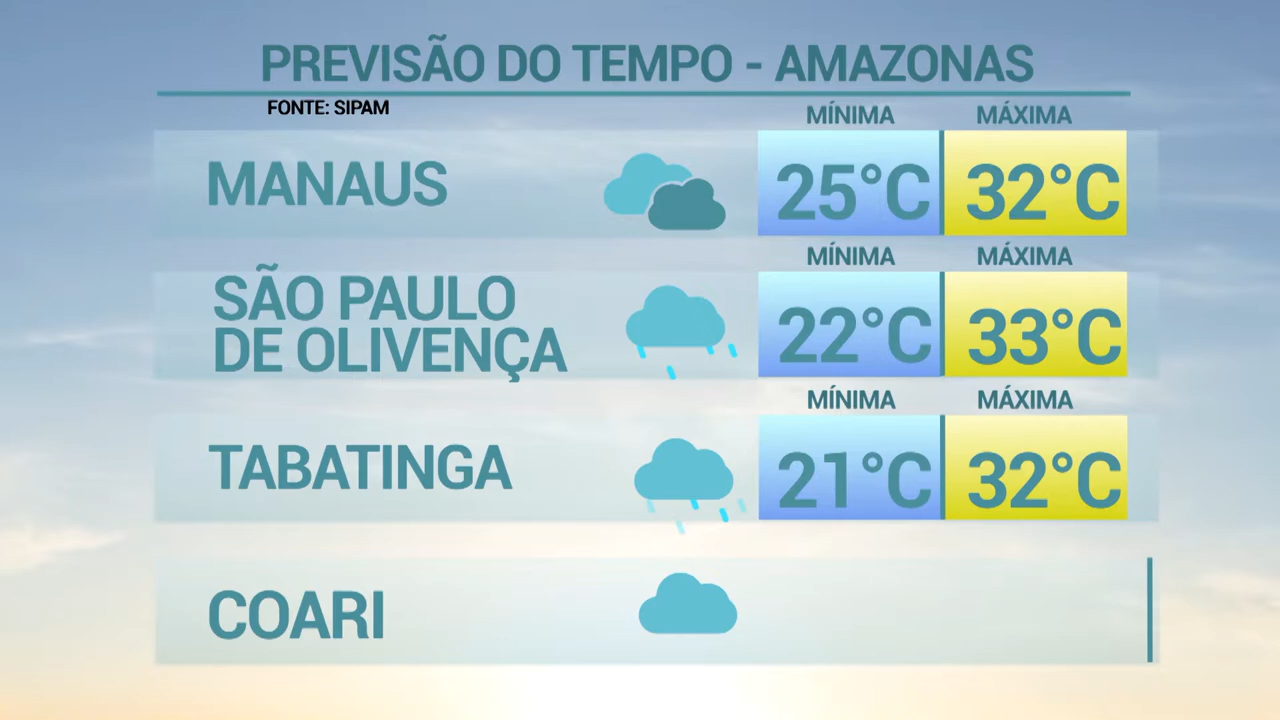 PREVISÃO DO TEMPO - AMAZONAS
FONTE: SIPAM
MÍNIMA MÁXIMA
MANAUS 25°C 32°C
MÍNIMA MÁXIMA
SÃO PAULO
DE OLIVENÇA 22°C 33°C
MÍNIMA MÁXIMA
TABATINGA 21°C 32°C
COARI